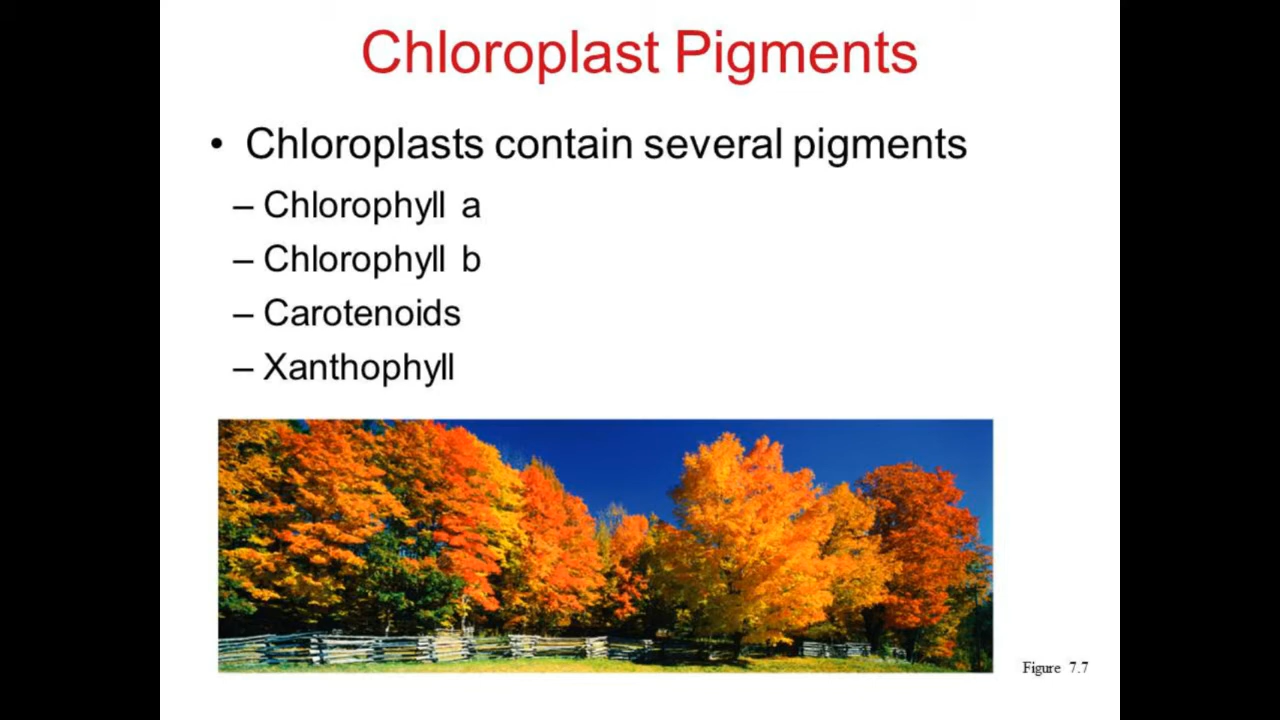 Chloroplast Pigments
• Chloroplasts contain several pigments
– Chlorophyll a
– Chlorophyll b
– Carotenoids
– Xanthophyll
Figure 7.7